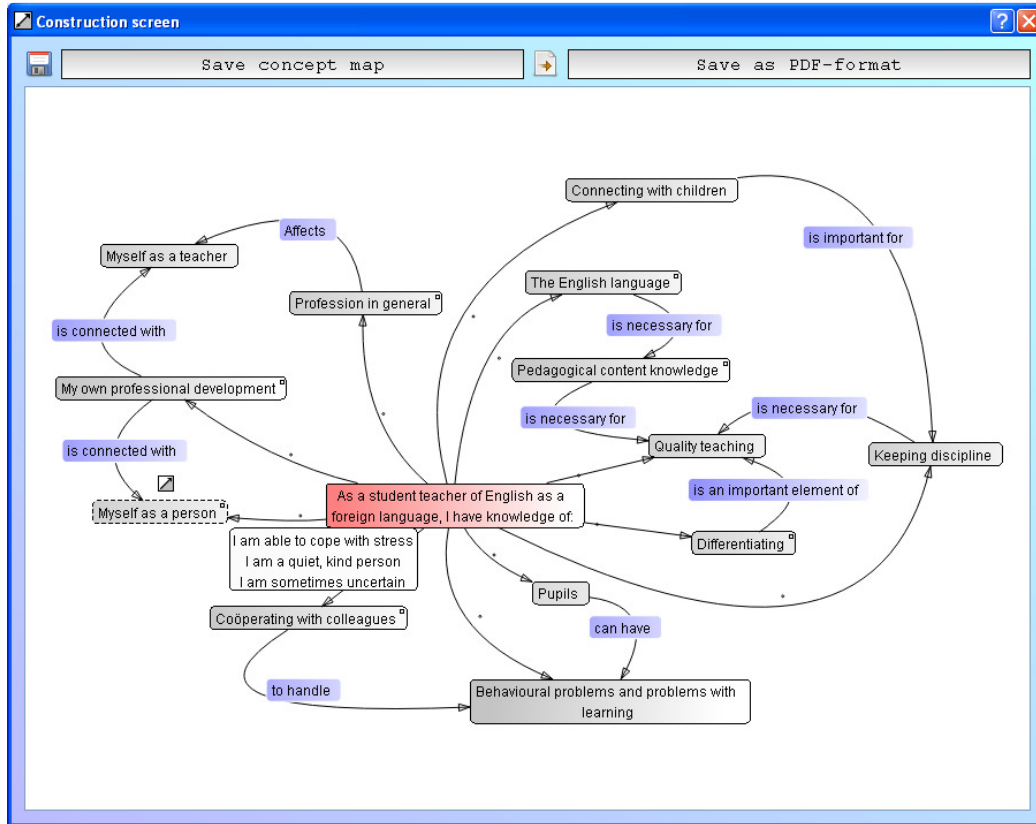 Construction screen
Save concept map
Save as PDF-format
Connecting with children
Affects
is important for
Myself as a teacher
The English language
Profession in general
is connected with
is necessary for
Pedagogical content knowledge
My own professional development
is necessary for
is necessary for
is connected with
Quality teaching
Keeping discipline
is an important element of
As a student teacher of English as a
foreign language, I have knowledge of:
Myself as a person
I am able to cope with stress
I am a quiet, kind person
I am sometimes uncertain
Differentiating
Pupils
Coöperating with colleagues
can have
to handle
Behavioural problems and problems with
learning